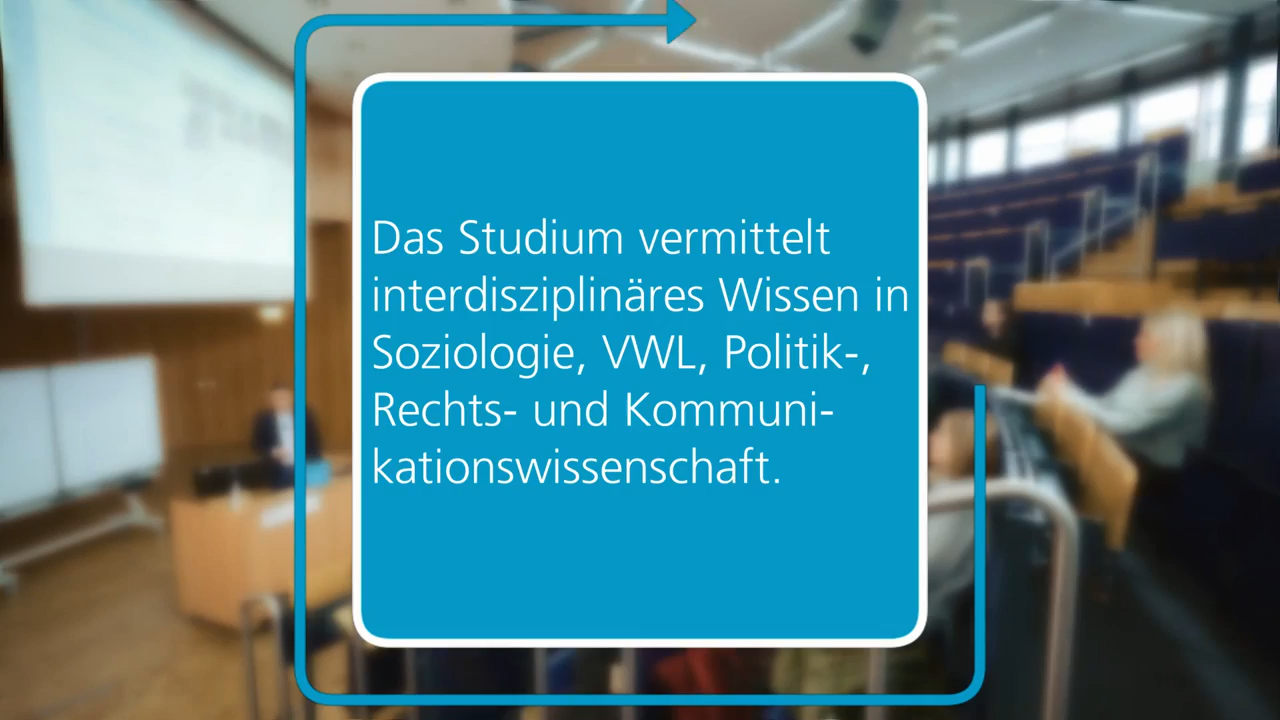 Das Studium vermittelt
interdisziplinäres Wissen in
Soziologie, VWL, Politik-,
Rechts- und Kommuni-
kationswissenschaft.